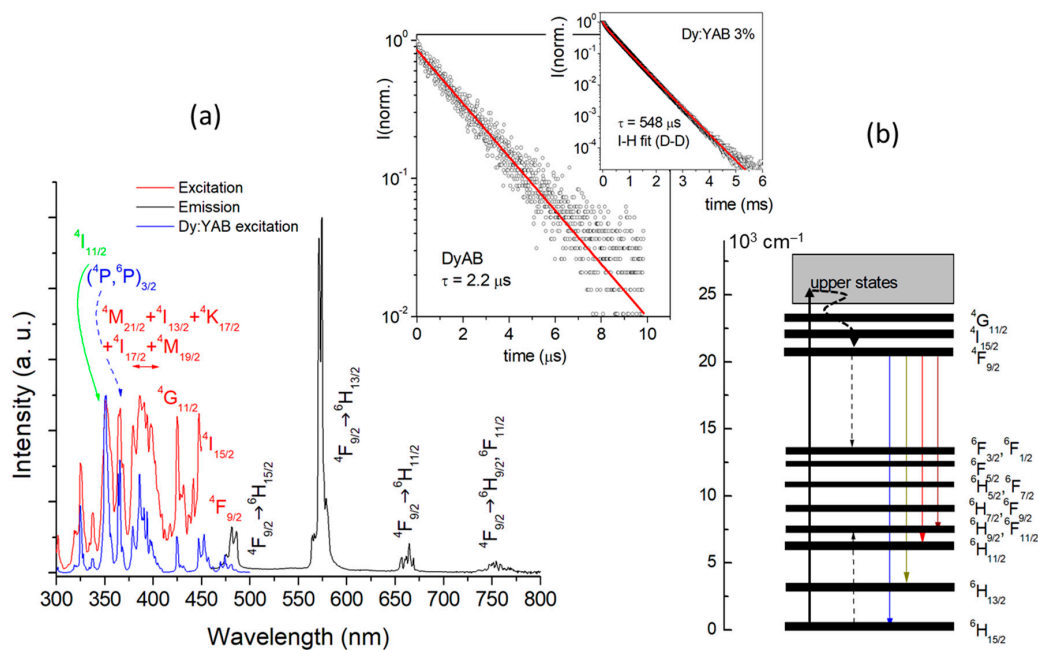 (a)
Excitation
Emission
Dy:YAB excitation
⁴I₁₁/₂
(⁴P,⁶P)₃/₂
⁴M₂₁/₂+⁴I₁₃/₂+⁴K₁₇/₂
+⁴I₁₇/₂+⁴M₁₉/₂
⁴G₁₁/₂
⁴I₁₅/₂
⁴F₉/₂
⁴F₉/₂→⁶H₁₅/₂
⁴F₉/₂→⁶H₁₃/₂
⁴F₉/₂→⁶H₁₁/₂
⁴F₉/₂→⁶H₉/₂,⁶F₁₁/₂
Intensity (a. u.)
300 350 400 450 500 550 600 650 700 750 800
Wavelength (nm)
I(norm.)
10⁰
10⁻¹
10⁻²
DyAB
τ = 2.2 μs
0 2 4 6 8 10
time (μs)
I(norm.)
10⁰
10⁻¹
10⁻²
10⁻³
10⁻⁴
Dy:YAB 3%
τ = 548 μs
I-H fit (D-D)
0 1 2 3 4 5 6
time (ms)
(b)
10³ cm⁻¹
25
20
15
10
5
0
upper states
⁴G₁₁/₂
⁴I₁₅/₂
⁴F₉/₂
⁶F₃/₂,⁶F₁/₂
⁶F₅/₂
⁶H₅/₂,⁶F₇/₂
⁶H₇/₂,⁶F₉/₂
⁶H₉/₂,⁶F₁₁/₂
⁶H₁₁/₂
⁶H₁₃/₂
⁶H₁₅/₂